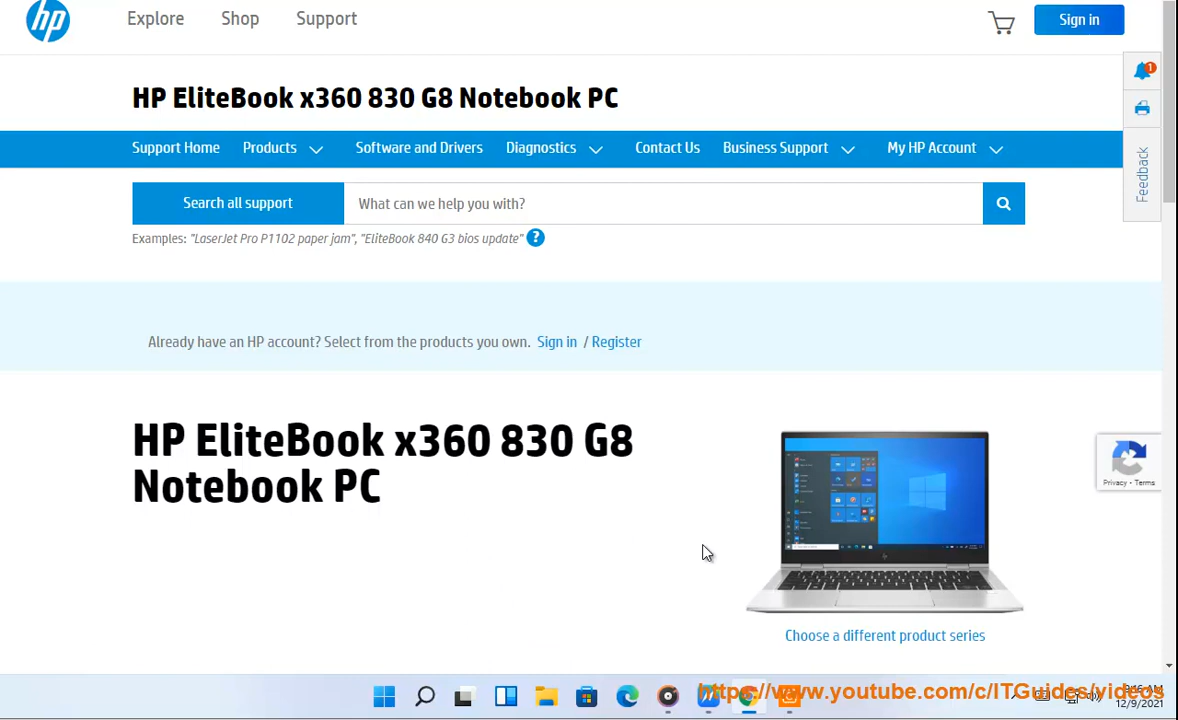 hp Explore Shop Support Sign in
HP EliteBook x360 830 G8 Notebook PC
1
Support Home Products Software and Drivers Diagnostics Contact Us Business Support My HP Account
Feedback
Search all support What can we help you with?
Examples: "LaserJet Pro P1102 paper jam", "EliteBook 840 G3 bios update" ?
Already have an HP account? Select from the products you own. Sign in / Register
HP EliteBook x360 830 G8
Notebook PC
Privacy • Terms
Choose a different product series
https://www.youtube.com/c/ITGuides/videos
12/9/2021